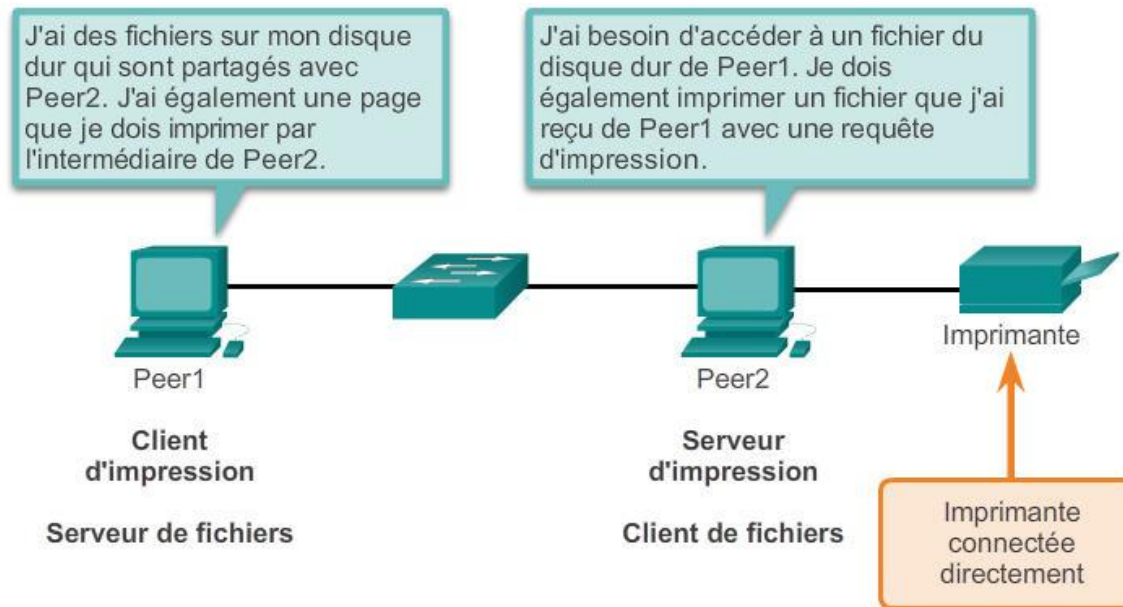 J'ai des fichiers sur mon disque
dur qui sont partagés avec
Peer2. J'ai également une page
que je dois imprimer par
l'intermédiaire de Peer2.
J'ai besoin d'accéder à un fichier du
disque dur de Peer1. Je dois
également imprimer un fichier que j'ai
reçu de Peer1 avec une requête
d'impression.
Peer1
Peer2
Imprimante
Client
d'impression
Serveur de fichiers
Serveur
d'impression
Client de fichiers
Imprimante
connectée
directement